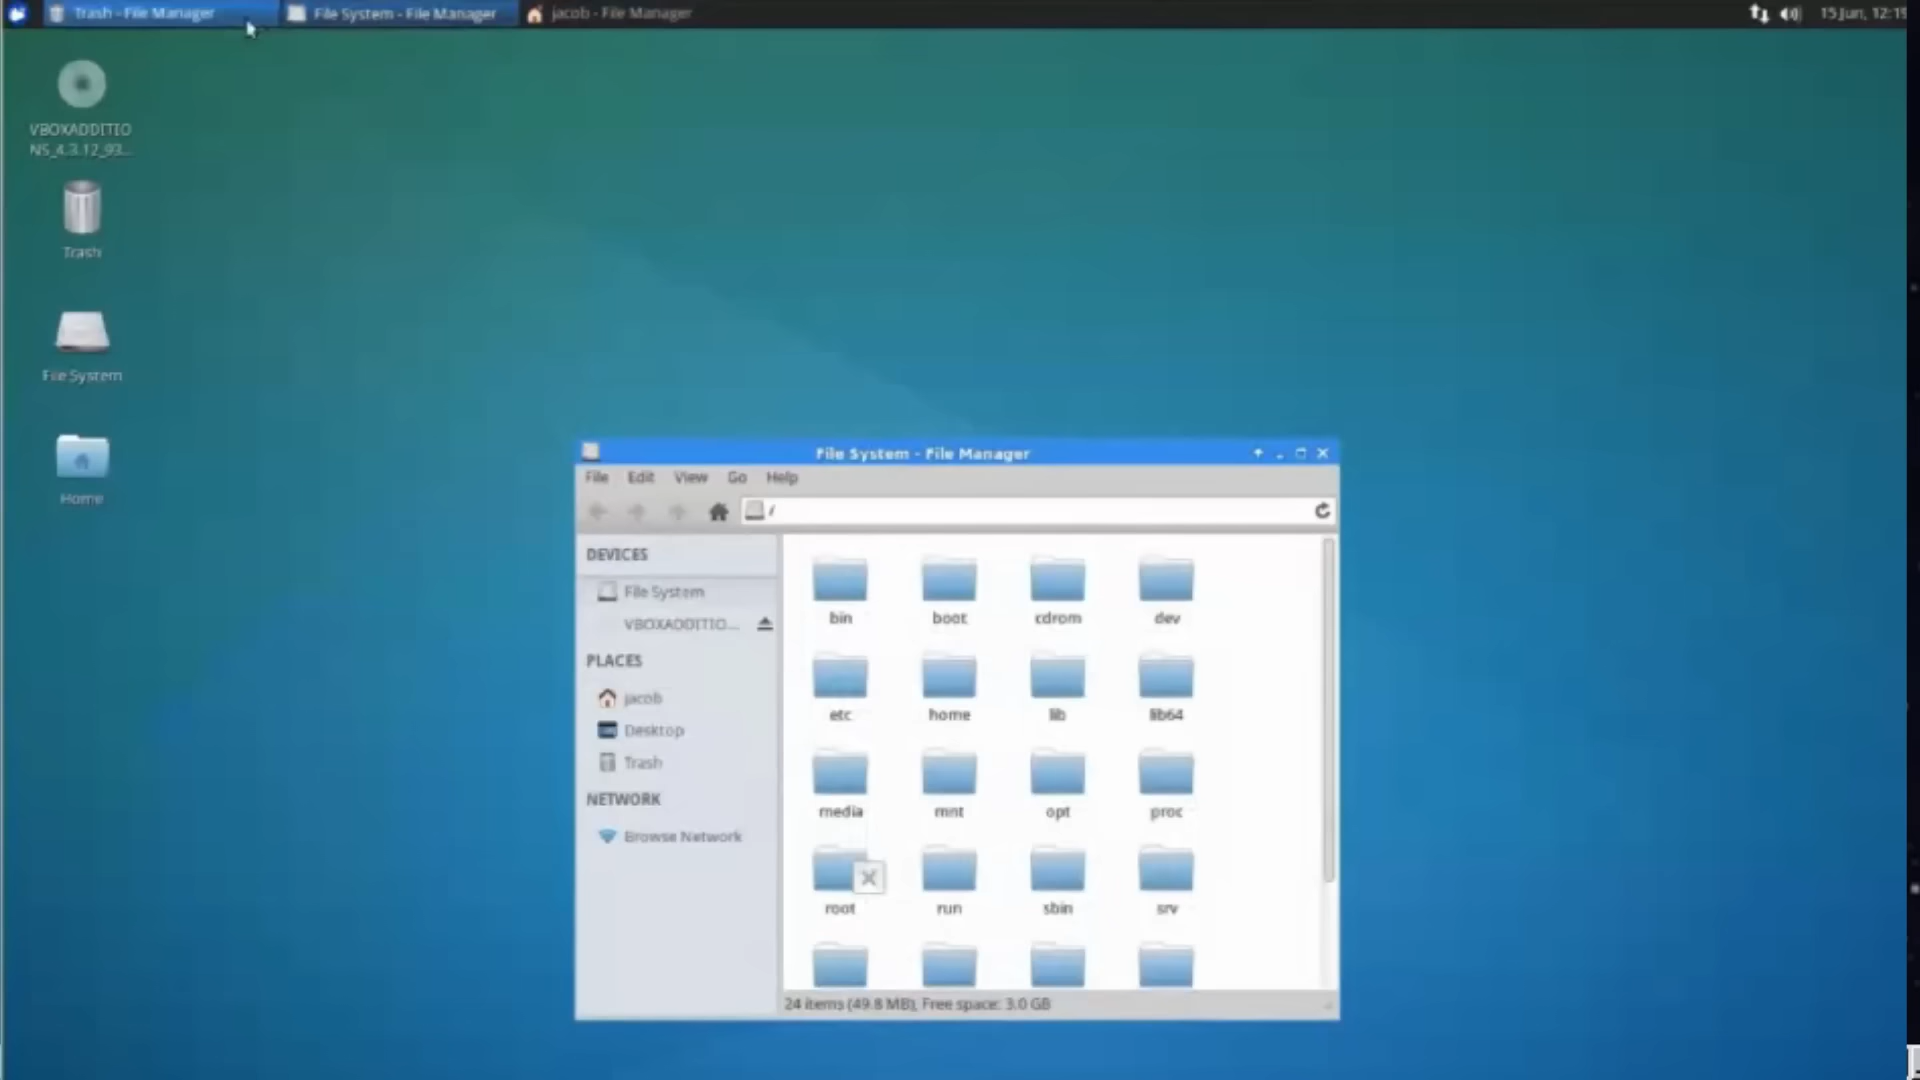 Trash - File Manager
File System - File Manager
jacob - File Manager
15 Jun, 12:19
VBOXADDITIO
NS_4.3.12_93...
Trash
File System
Home
File System - File Manager
File Edit View Go Help
/
DEVICES
File System
VBOXADDITIO...
PLACES
jacob
Desktop
Trash
NETWORK
Browse Network
bin boot cdrom dev
etc home lib lib64
media mnt opt proc
root run sbin srv
24 items (49.8 MB), Free space: 3.0 GB